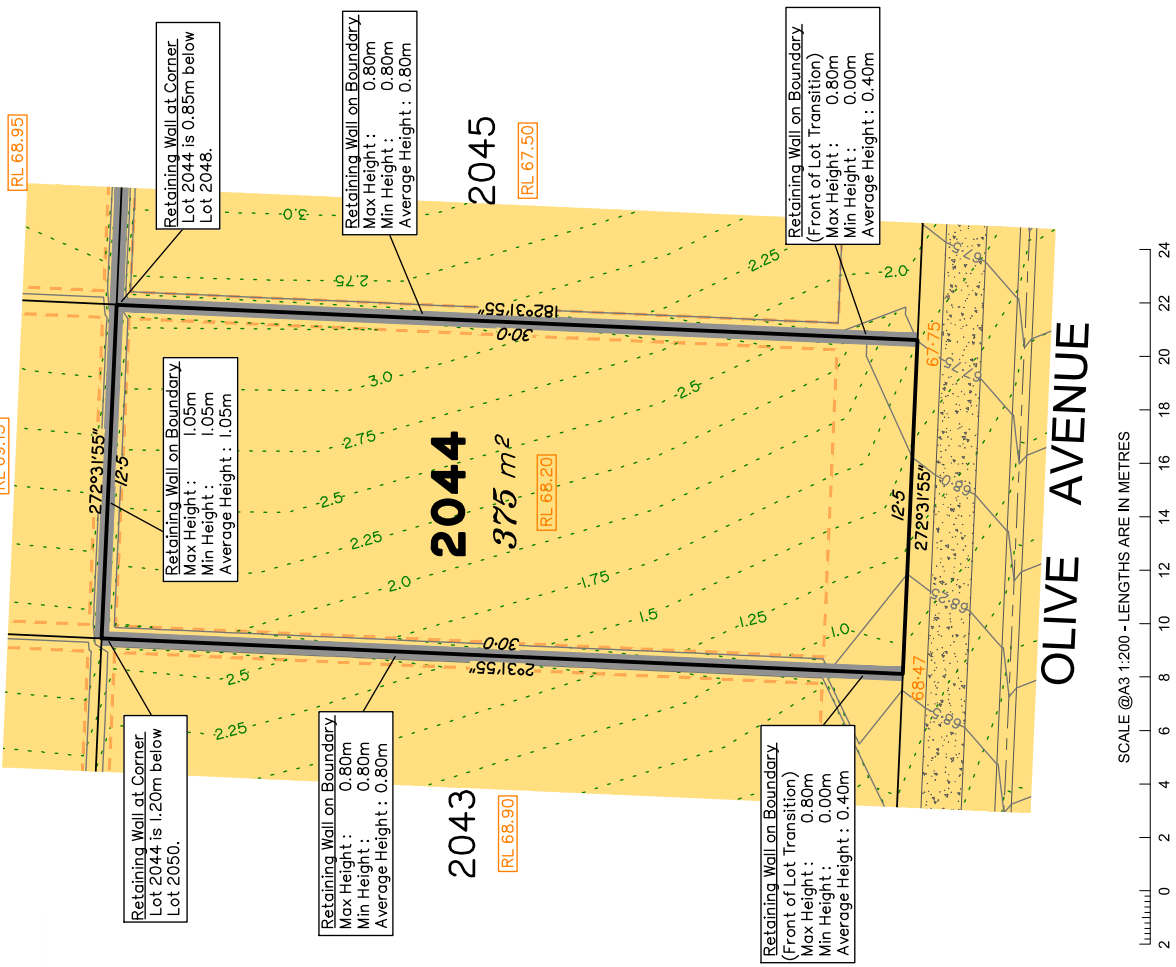 RL 68.95
Retaining Wall at Corner
Lot 2044 is 0.85m below
Lot 2048.
Retaining Wall on Boundary
Max Height : 0.80m
Min Height : 0.80m
Average Height : 0.80m
2045
RL 67.50
Retaining Wall on Boundary
(Front of Lot Transition)
Max Height : 0.80m
Min Height : 0.00m
Average Height : 0.40m
3.0
2.75
2.25
2.0
182°31'55"
30·0
272°31'55"
12·5
Retaining Wall on Boundary
Max Height : 1.05m
Min Height : 1.05m
Average Height : 1.05m
3.0
2.75
2.5
2.25
2.0
2.5
1.75
1.5
1.25
1.0
2044
375 m²
RL 68.20
12·5
272°31'55"
67·75
68·47
67.5
67.75
68.0
68.25
68.5
30·0
2°31'55"
2.5
2.25
Retaining Wall at Corner
Lot 2044 is 1.20m below
Lot 2050.
Retaining Wall on Boundary
Max Height : 0.80m
Min Height : 0.80m
Average Height : 0.80m
2043
RL 68.90
Retaining Wall on Boundary
(Front of Lot Transition)
Max Height : 0.80m
Min Height : 0.00m
Average Height : 0.40m
OLIVE AVENUE
SCALE @A3 1:200 - LENGTHS ARE IN METRES
2 0 2 4 6 8 10 12 14 16 18 20 22 24